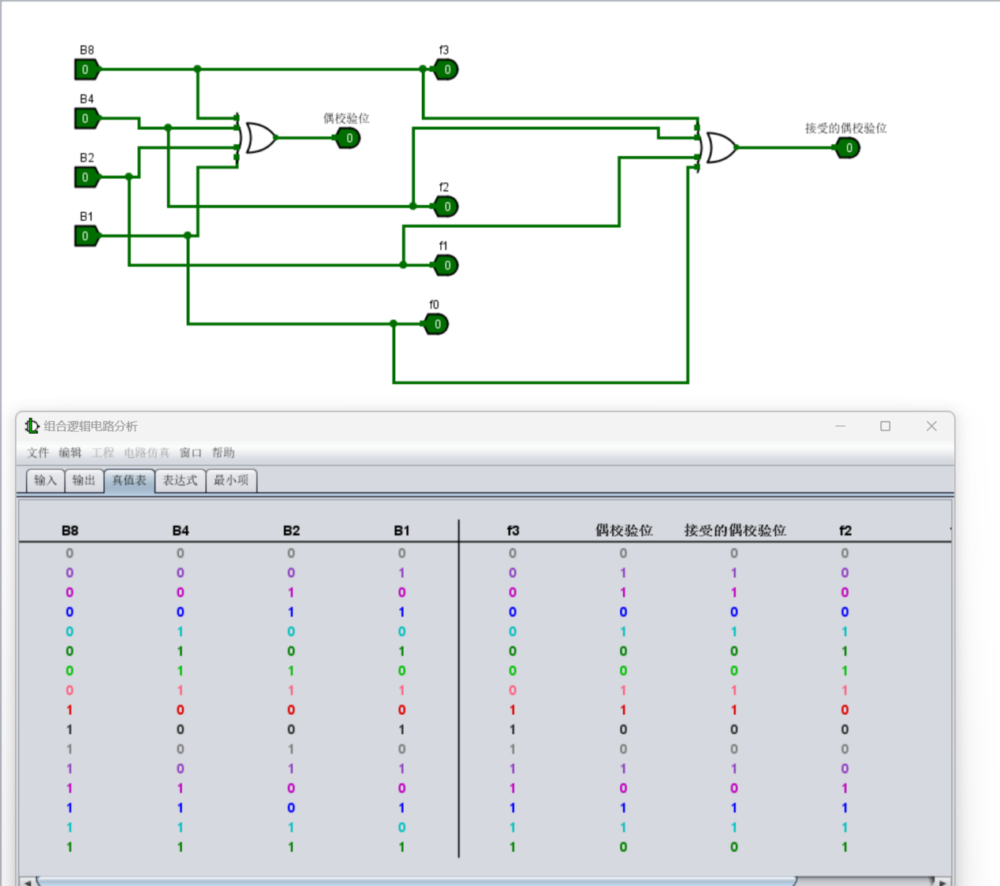 B8
0
f3
0
B4
0
偶校验位
0
接受的偶校验位
0
B2
0
f2
0
B1
0
f1
0
f0
0
组合逻辑电路分析
文件 编辑 工程 电路仿真 窗口 帮助
输入 输出 真值表 表达式 最小项
B8 B4 B2 B1 f3 偶校验位 接受的偶校验位 f2
0 0 0 0 0 0 0 0
0 0 0 1 0 1 1 0
0 0 1 0 0 1 1 0
0 0 1 1 0 0 0 0
0 1 0 0 0 1 1 1
0 1 0 1 0 0 0 1
0 1 1 0 0 0 0 1
0 1 1 1 0 1 1 1
1 0 0 0 1 1 1 0
1 0 0 1 1 0 0 0
1 0 1 0 1 0 0 0
1 0 1 1 1 1 1 0
1 1 0 0 1 0 0 1
1 1 0 1 1 1 1 1
1 1 1 0 1 1 1 1
1 1 1 1 1 0 0 1